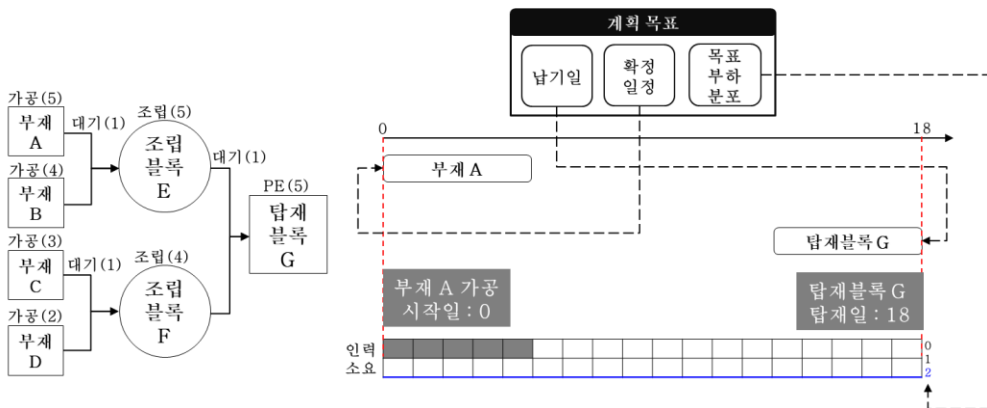 계획 목표
납기일
확정
일정
목표
부하
분포
가공(5)
부재
A
대기(1)
가공(4)
부재
B
조립(5)
조립
블록
E
대기(1)
가공(3)
부재
C
대기(1)
가공(2)
부재
D
조립(4)
조립
블록
F
PE(5)
탑재
블록
G
0
18
부재 A
탑재블록 G
부재 A 가공
시작일 : 0
탑재블록 G
탑재일 : 18
인력
소요
0
1
2